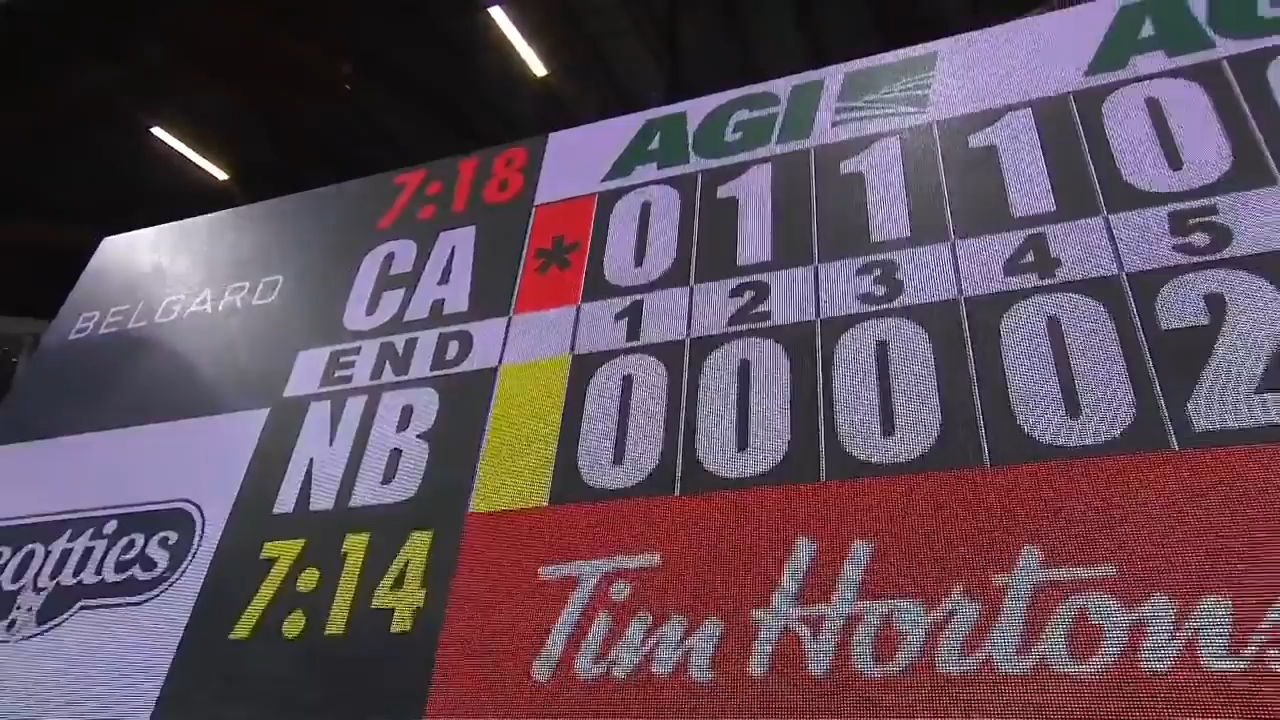 AGI
7:18
CA * 0 1 1 1 0
BELGARD
END 1 2 3 4 5
NB 0 0 0 0 2
7:14
Tim Horton